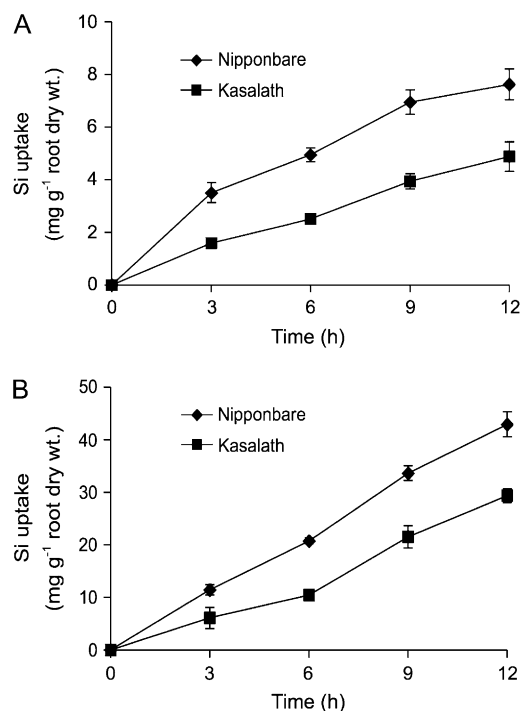 A
10
8
6
4
2
0
Si uptake
(mg g⁻¹ root dry wt.)
Nipponbare
Kasalath
0 3 6 9 12
Time (h)
B
50
40
30
20
10
0
Si uptake
(mg g⁻¹ root dry wt.)
Nipponbare
Kasalath
0 3 6 9 12
Time (h)